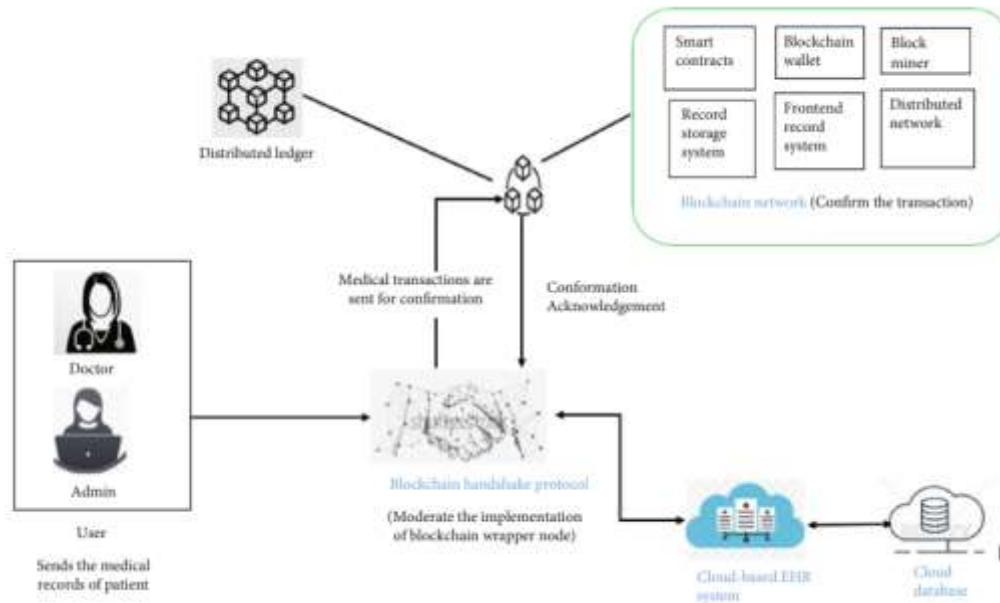 Smart
contracts
Blockchain
wallet
Block
miner
Record
storage
system
Frontend
record
system
Distributed
network
Blockchain network (Confirm the transaction)
Distributed ledger
Medical transactions are
sent for confirmation
Conformation
Acknowledgement
Doctor
Admin
User
Sends the medical
records of patient
Blockchain handshake protocol
(Moderate the implementation
of blockchain wrapper node)
Cloud-based EHR
system
Cloud
database